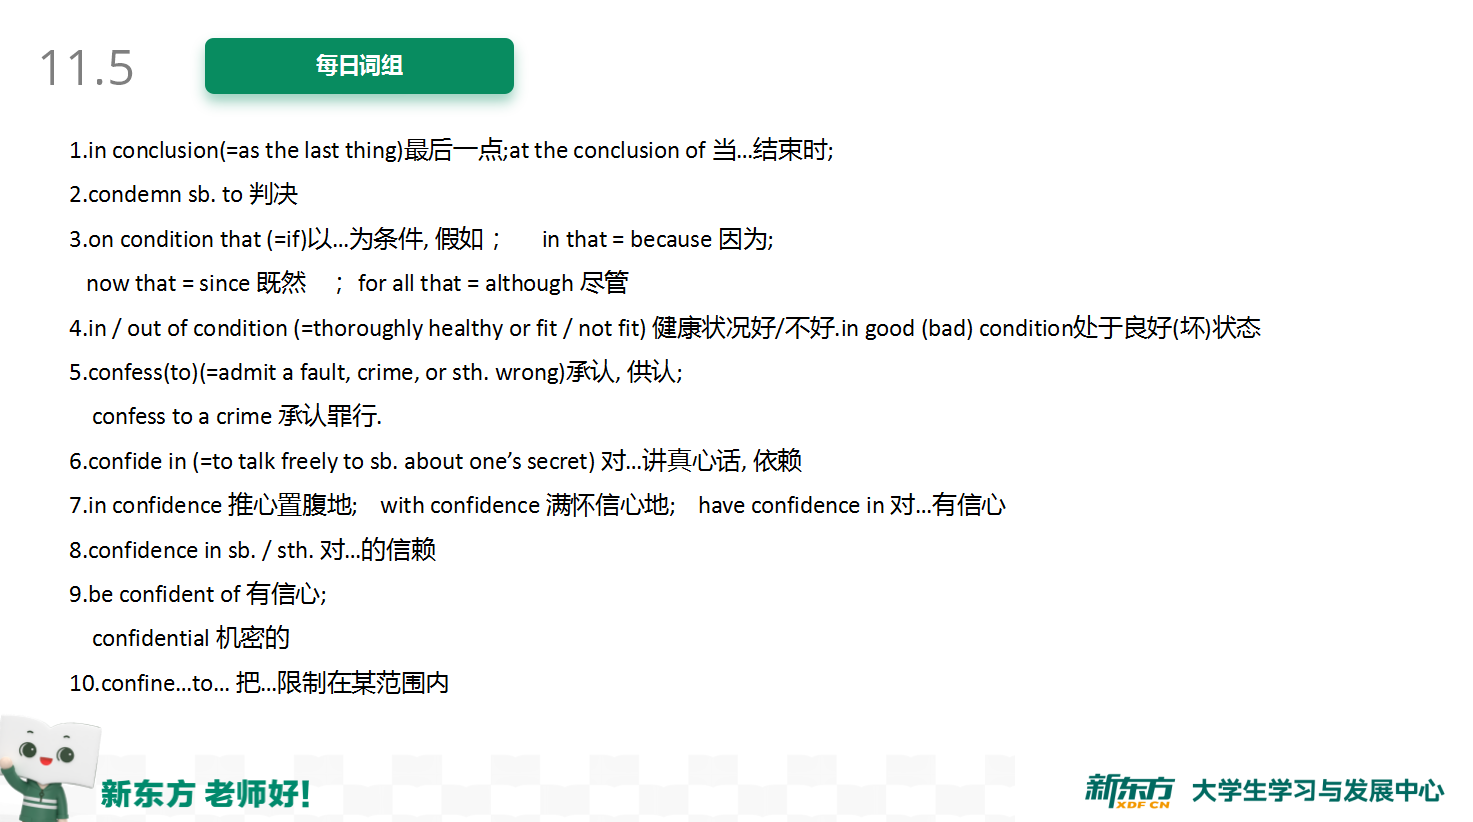 11.5
每日词组
1.in conclusion(=as the last thing)最后一点;at the conclusion of 当…结束时;
2.condemn sb. to 判决
3.on condition that (=if)以…为条件, 假如； in that = because 因为;
now that = since 既然 ；for all that = although 尽管
4.in / out of condition (=thoroughly healthy or fit / not fit) 健康状况好/不好.in good (bad) condition处于良好(坏)状态
5.confess(to)(=admit a fault, crime, or sth. wrong)承认, 供认;
confess to a crime 承认罪行.
6.confide in (=to talk freely to sb. about one’s secret) 对…讲真心话, 依赖
7.in confidence 推心置腹地; with confidence 满怀信心地; have confidence in 对…有信心
8.confidence in sb. / sth. 对…的信赖
9.be confident of 有信心;
confidential 机密的
10.confine…to… 把…限制在某范围内
新东方 老师好!
新东方 XDF.CN 大学生学习与发展中心